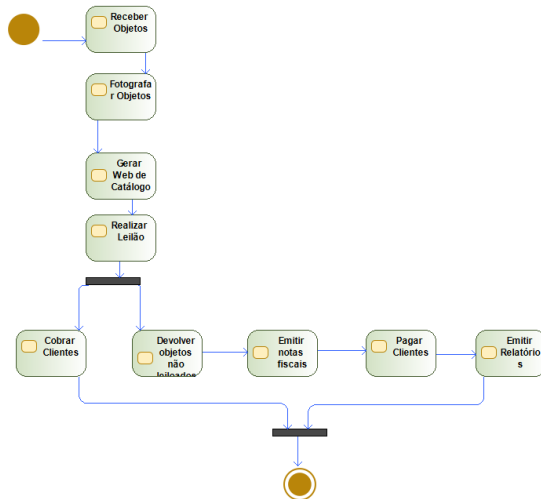 Receber
Objetos
Fotografa
r Objetos
Gerar
Web de
Catálogo
Realizar
Leilão
Cobrar
Clientes
Devolver
objetos
não
leiloados
Emitir
notas
fiscais
Pagar
Clientes
Emitir
Relatório
s